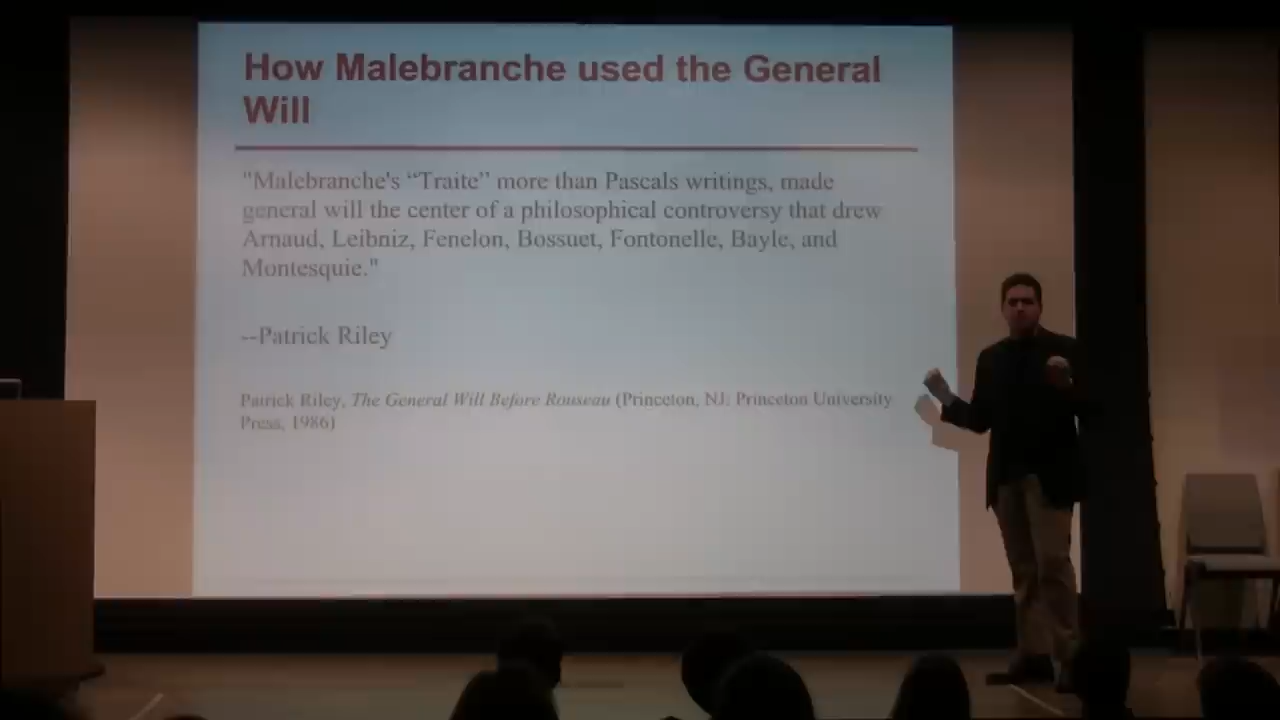 How Malebranche used the General
Will
"Malebranche's “Traite” more than Pascals writings, made
general will the center of a philosophical controversy that drew
Arnaud, Leibniz, Fenelon, Bossuet, Fontonelle, Bayle, and
Montesquie."
--Patrick Riley
Patrick Riley, The General Will Before Rouseau (Princeton, NJ: Princeton University
Press, 1986)